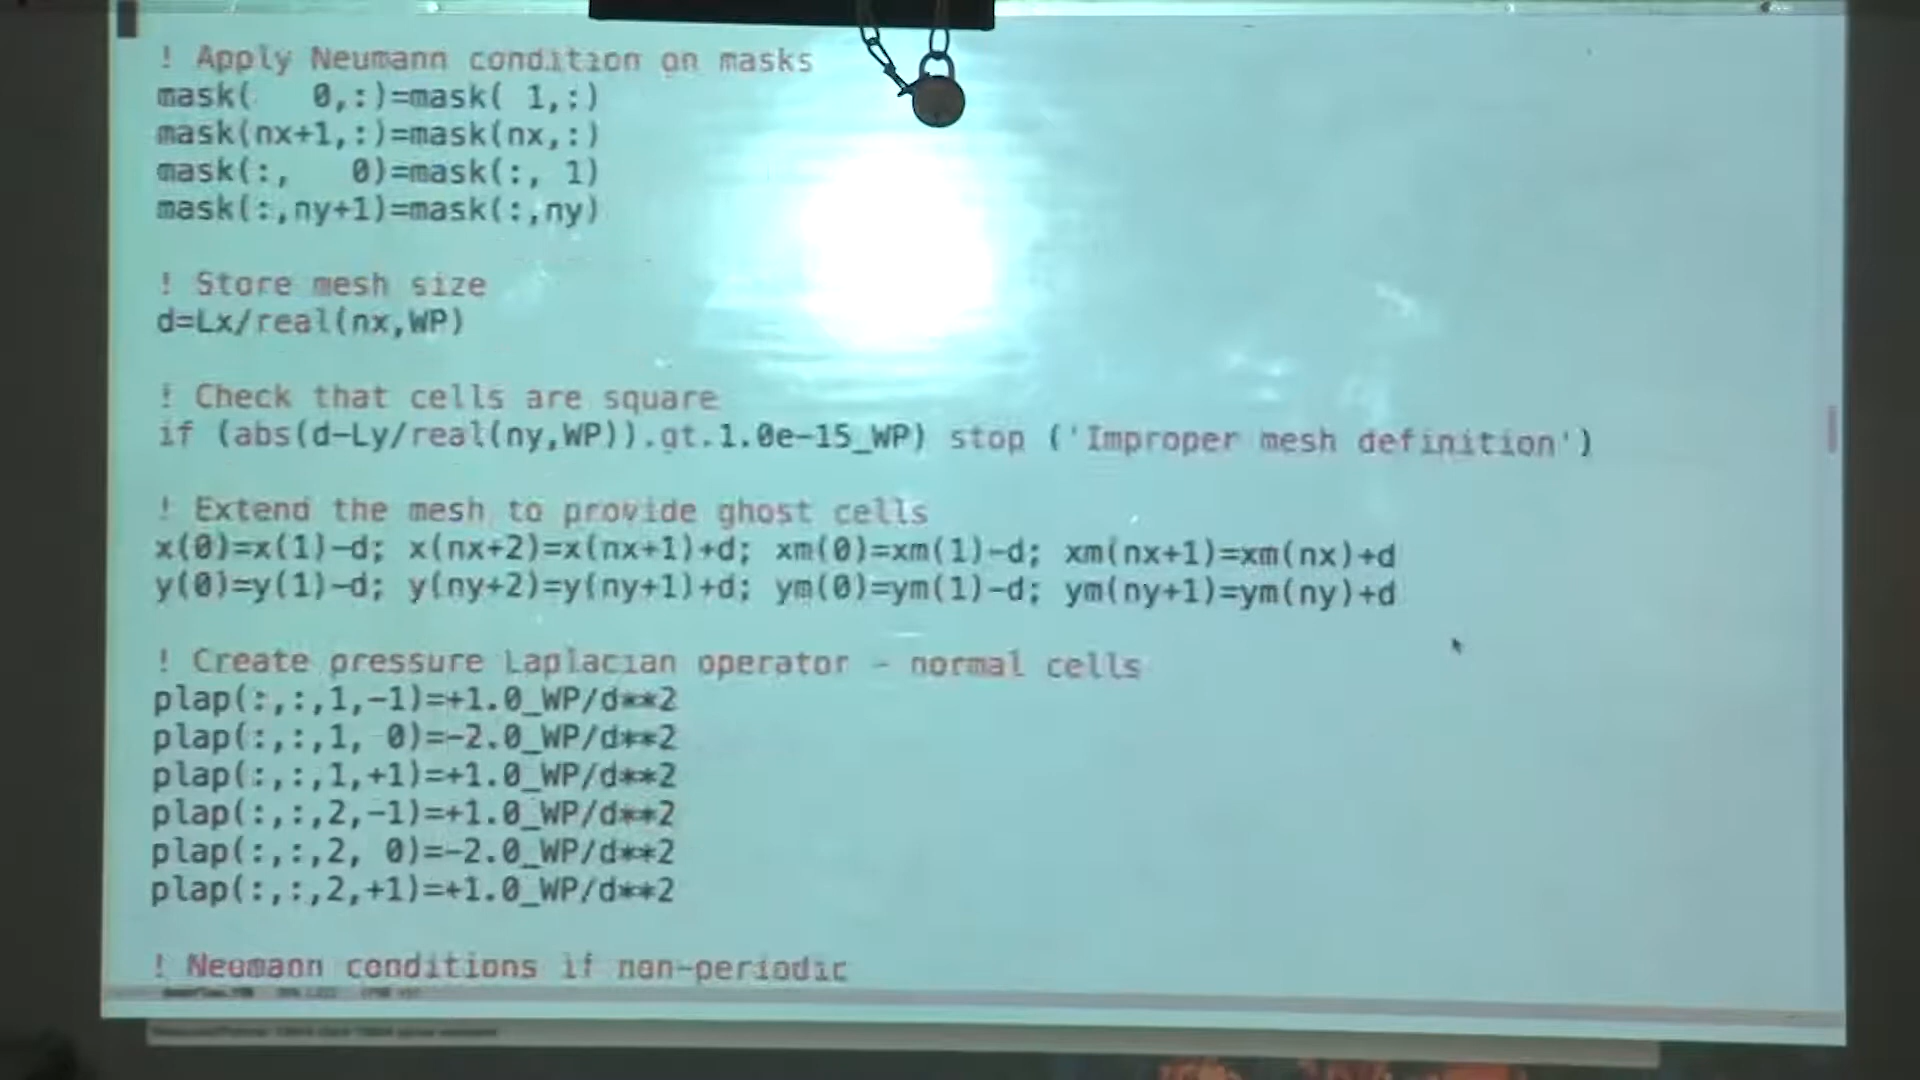 ! Apply Neumann condition on masks
mask(   0,:)=mask( 1,:)
mask(nx+1,:)=mask(nx,:)
mask(:,   0)=mask(:, 1)
mask(:,ny+1)=mask(:,ny)
! Store mesh size
d=Lx/real(nx,WP)
! Check that cells are square
if (abs(d-Ly/real(ny,WP)).gt.1.0e-15_WP) stop ('Improper mesh definition')
! Extend the mesh to provide ghost cells
x(0)=x(1)-d; x(nx+2)=x(nx+1)+d; xm(0)=xm(1)-d; xm(nx+1)=xm(nx)+d
y(0)=y(1)-d; y(ny+2)=y(ny+1)+d; ym(0)=ym(1)-d; ym(ny+1)=ym(ny)+d
! Create pressure Laplacian operator - normal cells
plap(:,:,1,-1)=+1.0_WP/d**2
plap(:,:,1, 0)=-2.0_WP/d**2
plap(:,:,1,+1)=+1.0_WP/d**2
plap(:,:,2,-1)=+1.0_WP/d**2
plap(:,:,2, 0)=-2.0_WP/d**2
plap(:,:,2,+1)=+1.0_WP/d**2
! Neumann conditions if non-periodic